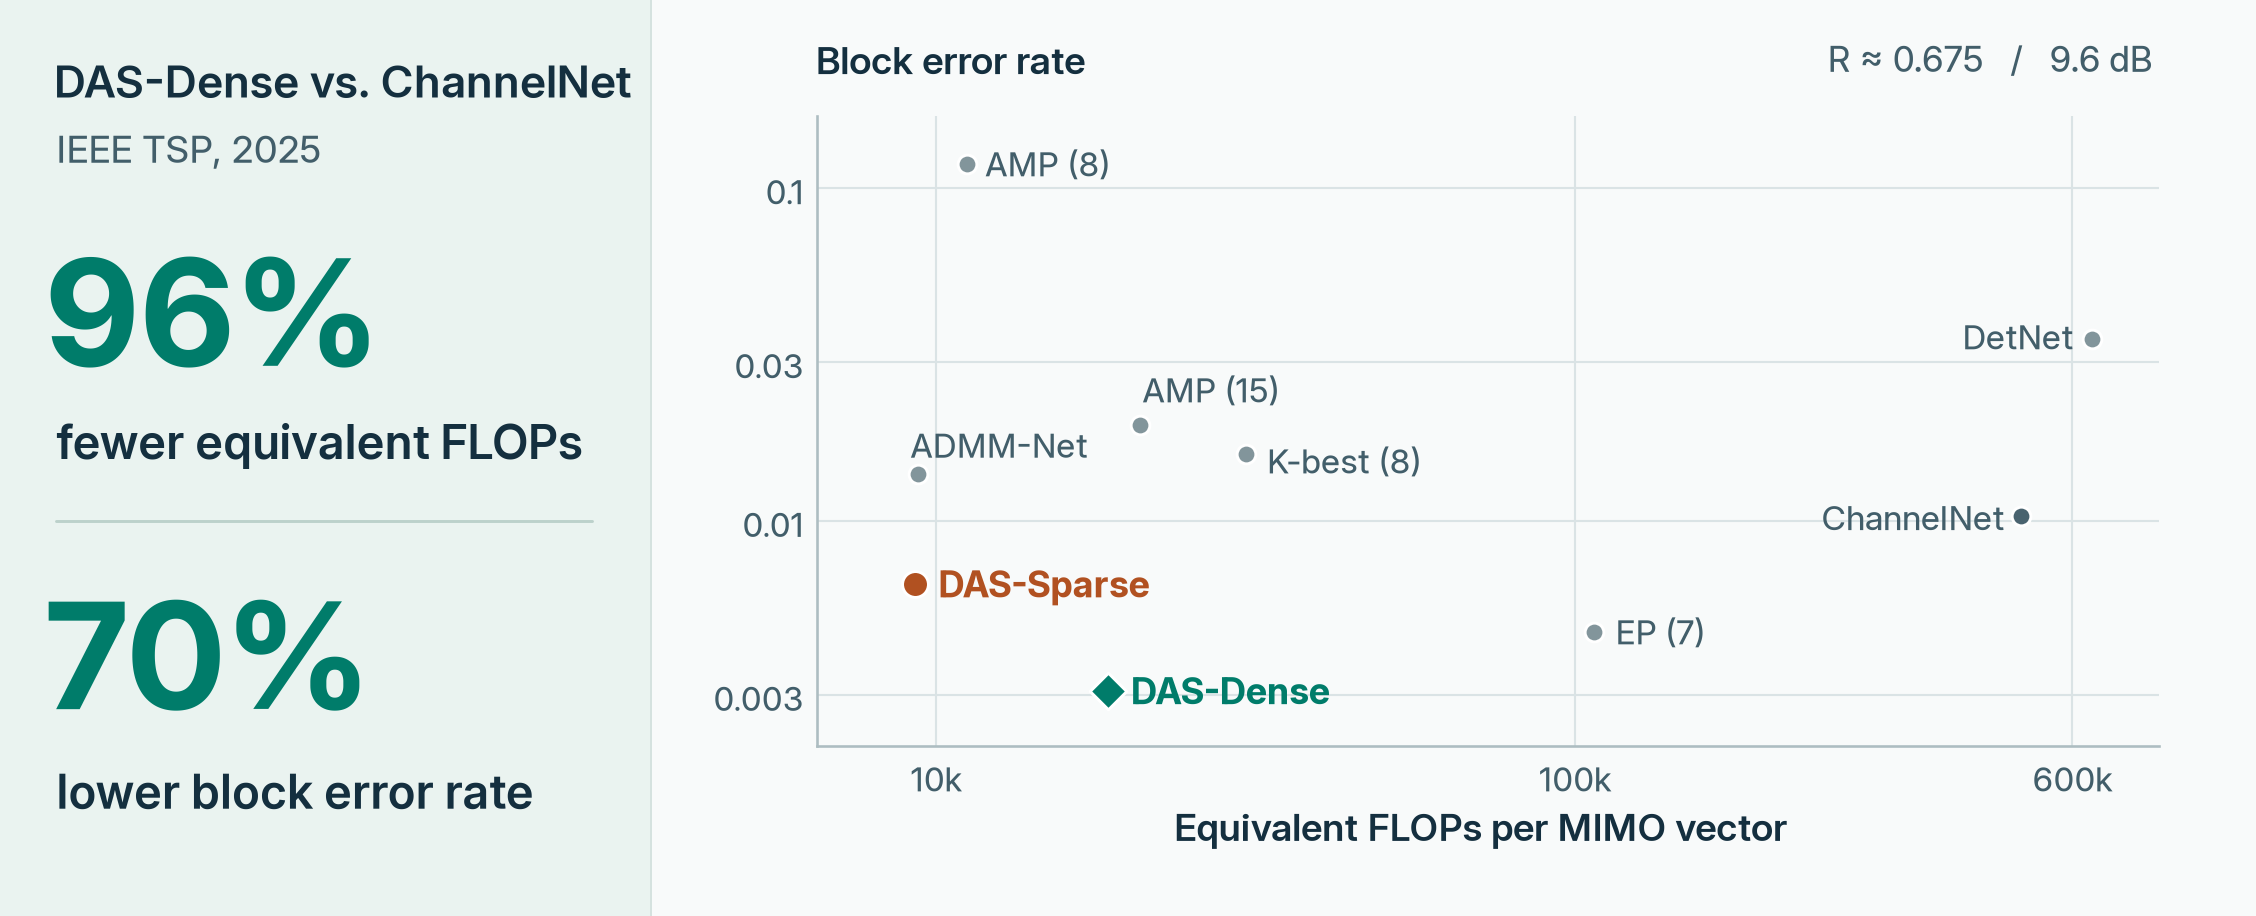 DAS-Dense vs. ChannelNet
IEEE TSP, 2025
96%
fewer equivalent FLOPs
70%
lower block error rate
Block error rate
R ≈ 0.675 / 9.6 dB
AMP (8)
0.1
DetNet
0.03
AMP (15)
ADMM-Net
K-best (8)
ChannelNet
0.01
DAS-Sparse
EP (7)
DAS-Dense
0.003
10k
100k
600k
Equivalent FLOPs per MIMO vector